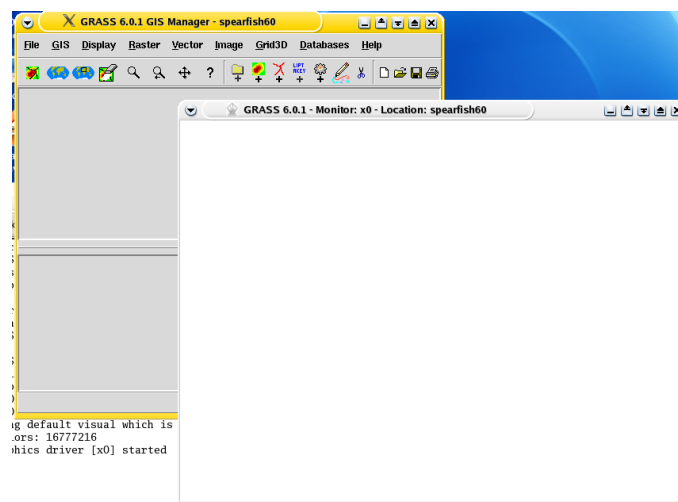 GRASS 6.0.1 GIS Manager - spearfish60
File GIS Display Raster Vector Image Grid3D Databases Help
GRASS 6.0.1 - Monitor: x0 - Location: spearfish60
g default visual which is
ors: 16777216
hics driver [x0] started